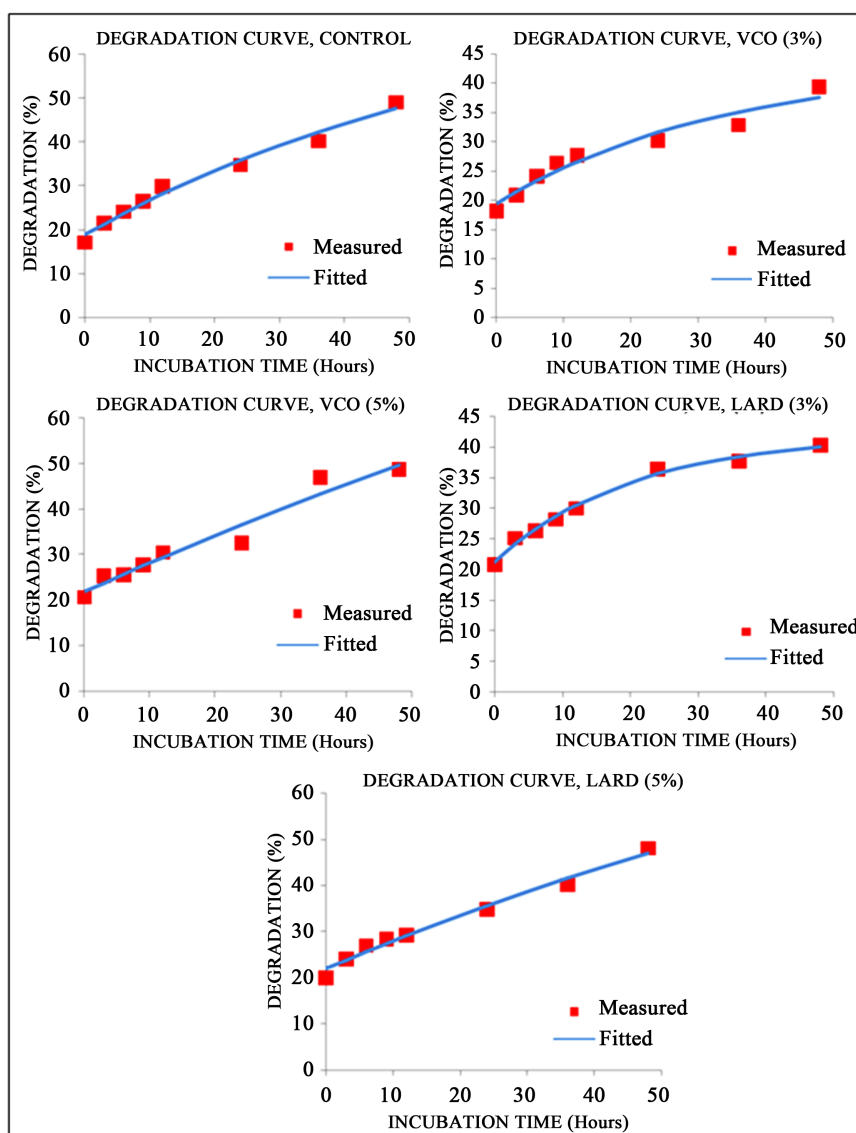 DEGRADATION CURVE, CONTROL
DEGRADATION (%)
60
50
40
30
20
10
0
0 10 20 30 40 50
INCUBATION TIME (Hours)
Measured
Fitted
DEGRADATION CURVE, VCO (3%)
DEGRADATION (%)
45
40
35
30
25
20
15
10
5
0
0 10 20 30 40 50
INCUBATION TIME (Hours)
Measured
Fitted
DEGRADATION CURVE, VCO (5%)
DEGRADATION (%)
60
50
40
30
20
10
0
0 10 20 30 40 50
INCUBATION TIME (Hours)
Measured
Fitted
DEGRADATION CURVE, LARD (3%)
DEGRADATION (%)
45
40
35
30
25
20
15
10
5
0
0 20 40 60 80
INCUBATION TIME (Hours)
Measured
Fitted
DEGRADATION CURVE, LARD (5%)
DEGRADATION (%)
60
50
40
30
20
10
0
0 10 20 30 40 50
INCUBATION TIME (Hours)
Measured
Fitted